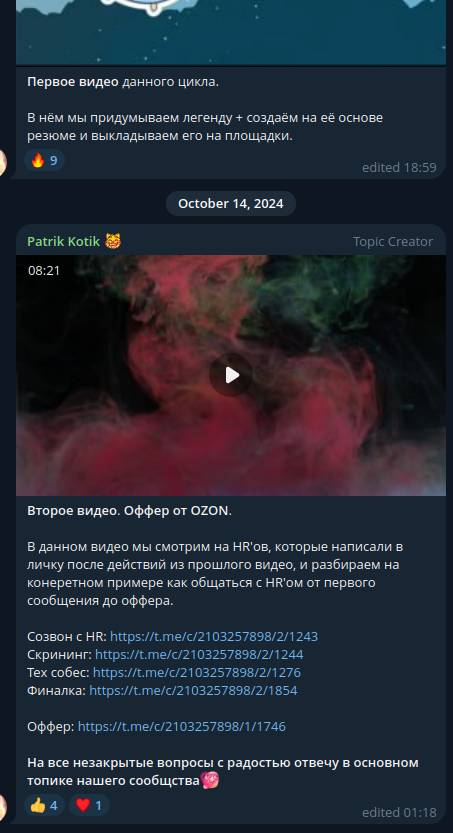 Первое видео данного цикла.
В нём мы придумываем легенду + создаём на её основе
резюме и выкладываем его на площадки.
🔥 9
edited 18:59
October 14, 2024
Patrik Kotik 😼
Topic Creator
08:21
Второе видео. Оффер от OZON.
В данном видео мы смотрим на HR'ов, которые написали в
личку после действий из прошлого видео, и разбираем на
конеретном примере как общаться с HR'ом от первого
сообщения до оффера.
Созвон с HR: https://t.me/c/2103257898/2/1243
Скрининг: https://t.me/c/2103257898/2/1244
Тех собес: https://t.me/c/2103257898/2/1276
Финалка: https://t.me/c/2103257898/2/1854
Оффер: https://t.me/c/2103257898/1/1746
На все незакрытые вопросы с радостью отвечу в основном
топике нашего сообщства
👍 4 ❤️ 1
edited 01:18